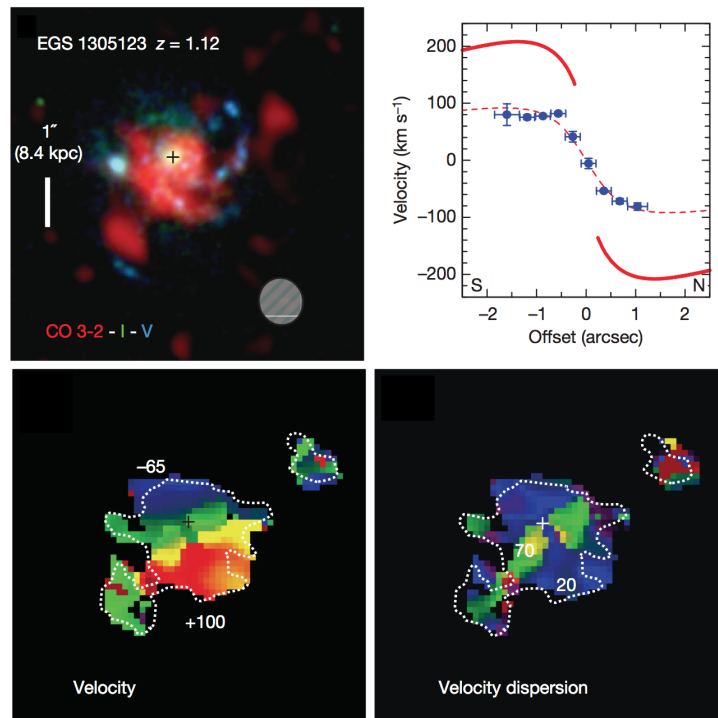 EGS 1305123 z = 1.12
1″
(8.4 kpc)
CO 3-2 - I - V
Velocity (km s⁻¹)
200
100
0
−100
−200
S
N
−2
−1
0
1
2
Offset (arcsec)
−65
+100
Velocity
70
20
Velocity dispersion